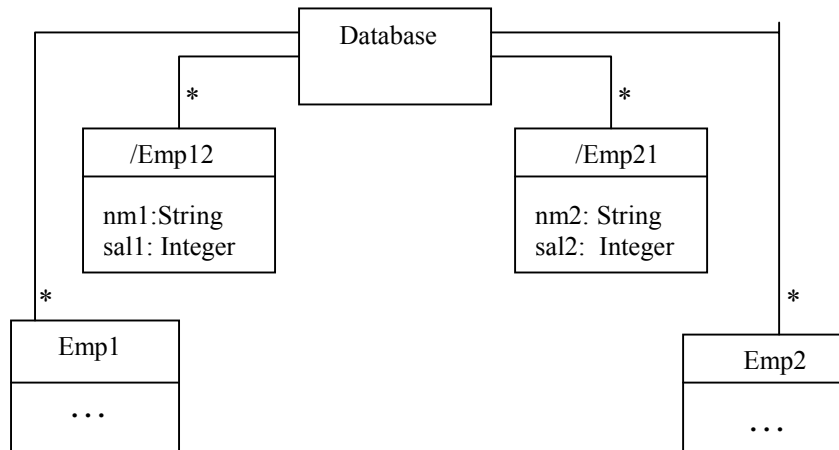 Database
*
*
/Emp12
/Emp21
nm1:String
sal1: Integer
nm2: String
sal2: Integer
*
*
Emp1
Emp2
...
...